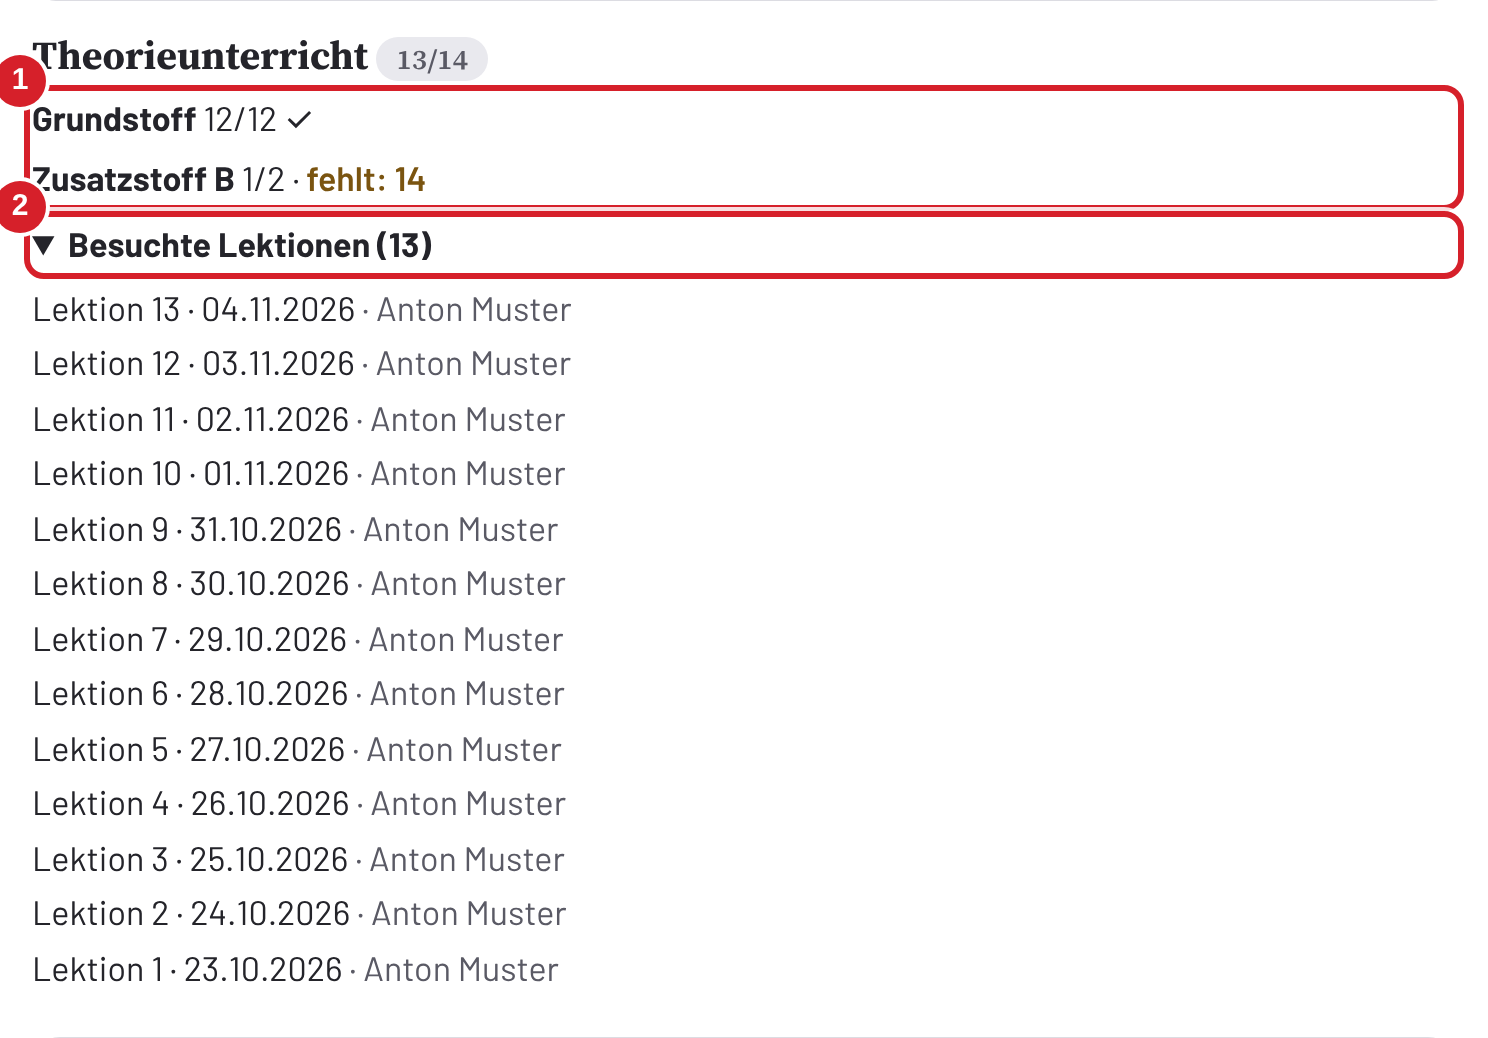 Theorieunterricht 13/14
1
Grundstoff 12/12 ✓
Zusatzstoff B 1/2 · fehlt: 14
2
▼ Besuchte Lektionen (13)
Lektion 13 · 04.11.2026 · Anton Muster
Lektion 12 · 03.11.2026 · Anton Muster
Lektion 11 · 02.11.2026 · Anton Muster
Lektion 10 · 01.11.2026 · Anton Muster
Lektion 9 · 31.10.2026 · Anton Muster
Lektion 8 · 30.10.2026 · Anton Muster
Lektion 7 · 29.10.2026 · Anton Muster
Lektion 6 · 28.10.2026 · Anton Muster
Lektion 5 · 27.10.2026 · Anton Muster
Lektion 4 · 26.10.2026 · Anton Muster
Lektion 3 · 25.10.2026 · Anton Muster
Lektion 2 · 24.10.2026 · Anton Muster
Lektion 1 · 23.10.2026 · Anton Muster